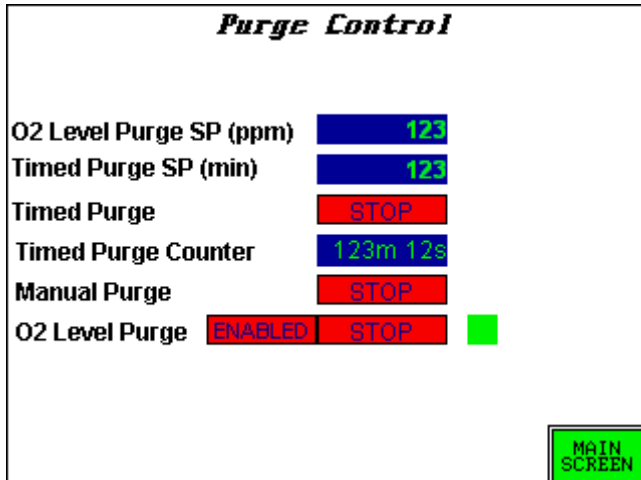 Purge Control
O2 Level Purge SP (ppm) 123
Timed Purge SP (min) 123
Timed Purge STOP
Timed Purge Counter 123m 12s
Manual Purge STOP
O2 Level Purge ENABLED STOP
MAIN
SCREEN